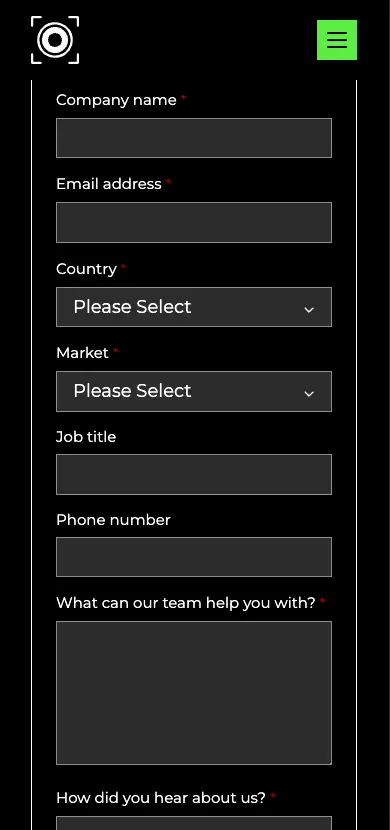 Company name *
Email address *
Country *
Please Select
Market *
Please Select
Job title
Phone number
What can our team help you with? *
How did you hear about us? *